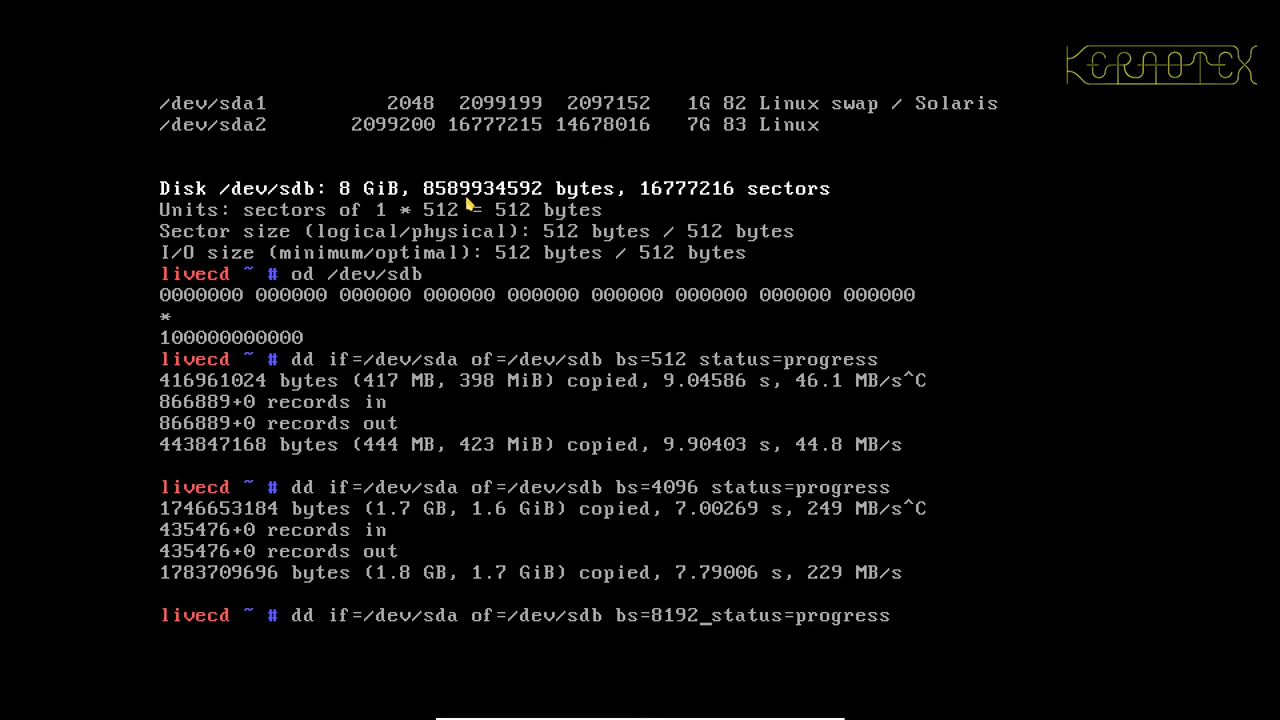 KERNOTEX
/dev/sda1          2048  2099199  2097152   1G 82 Linux swap / Solaris
/dev/sda2       2099200 16777215 14678016   7G 83 Linux
Disk /dev/sdb: 8 GiB, 8589934592 bytes, 16777216 sectors
Units: sectors of 1 * 512 = 512 bytes
Sector size (logical/physical): 512 bytes / 512 bytes
I/O size (minimum/optimal): 512 bytes / 512 bytes
livecd ~ # od /dev/sdb
0000000 000000 000000 000000 000000 000000 000000 000000 000000
*
100000000000
livecd ~ # dd if=/dev/sda of=/dev/sdb bs=512 status=progress
416961024 bytes (417 MB, 398 MiB) copied, 9.04586 s, 46.1 MB/s^C
866889+0 records in
866889+0 records out
443847168 bytes (444 MB, 423 MiB) copied, 9.90403 s, 44.8 MB/s
livecd ~ # dd if=/dev/sda of=/dev/sdb bs=4096 status=progress
1746653184 bytes (1.7 GB, 1.6 GiB) copied, 7.00269 s, 249 MB/s^C
435476+0 records in
435476+0 records out
1783709696 bytes (1.8 GB, 1.7 GiB) copied, 7.79006 s, 229 MB/s
livecd ~ # dd if=/dev/sda of=/dev/sdb bs=8192_status=progress